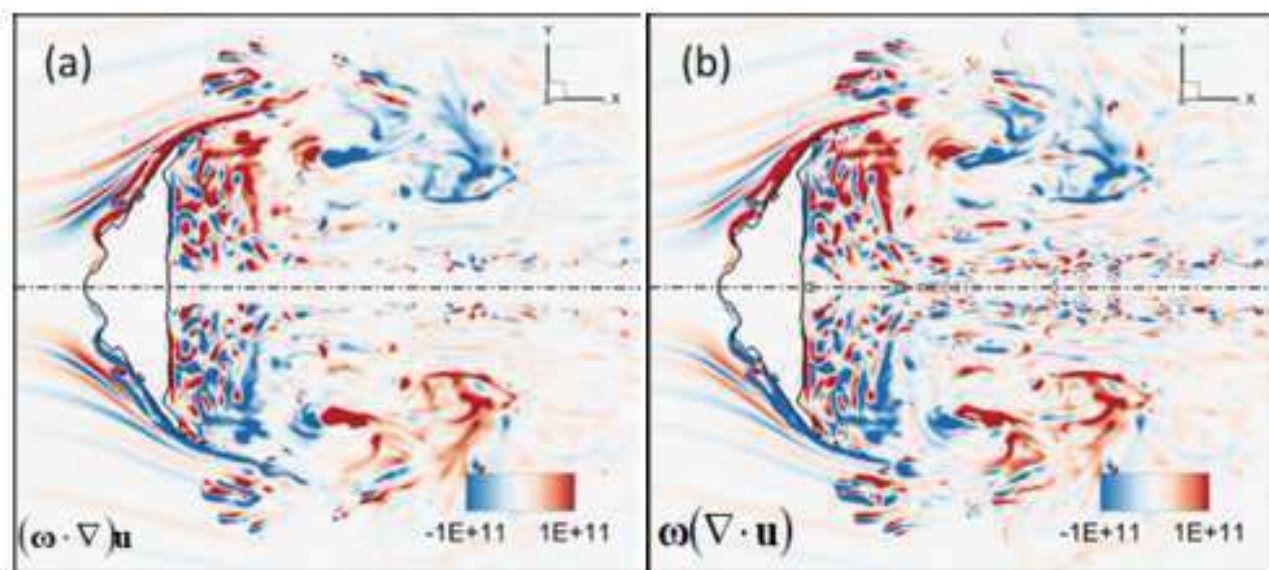 (a)
Y
X
(b)
Y
X
-1E+11 1E+11
(ω · ∇)u
-1E+11 1E+11
ω(∇ · u)